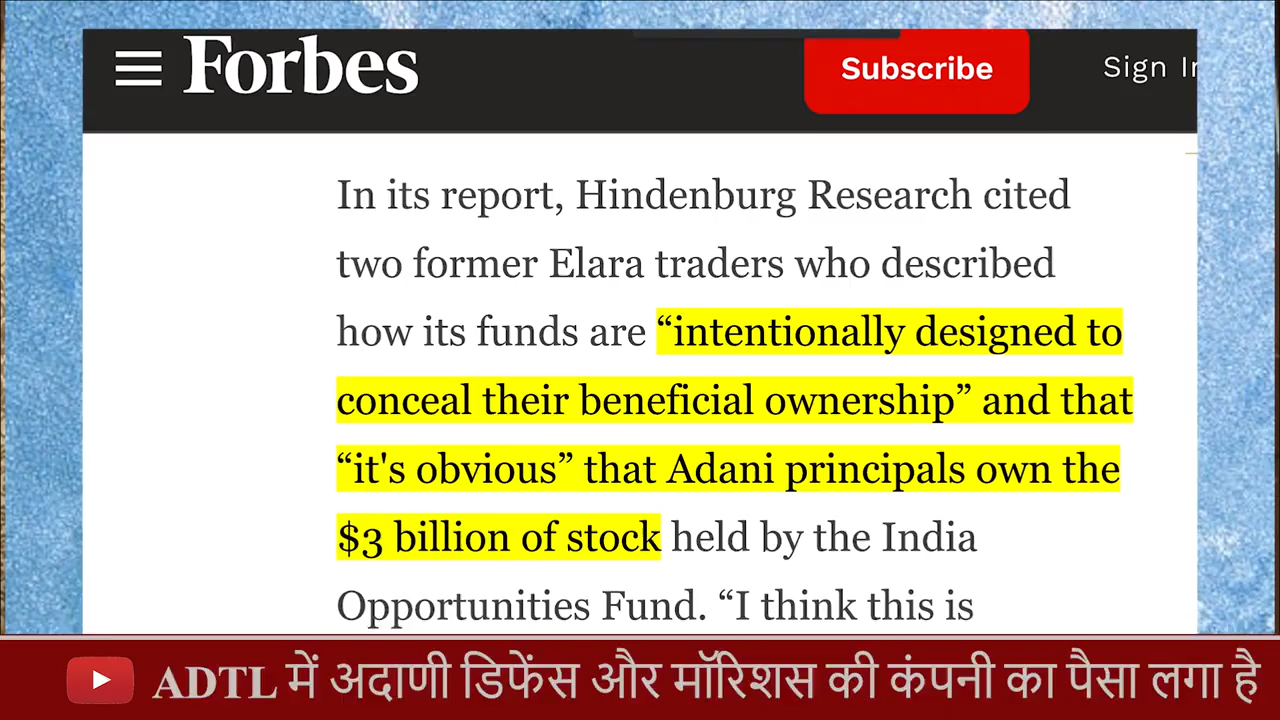 Forbes
Subscribe
Sign In
In its report, Hindenburg Research cited
two former Elara traders who described
how its funds are “intentionally designed to
conceal their beneficial ownership” and that
“it's obvious” that Adani principals own the
$3 billion of stock held by the India
Opportunities Fund. “I think this is
ADTL में अदाणी डिफेंस और मॉरिशस की कंपनी का पैसा लगा है